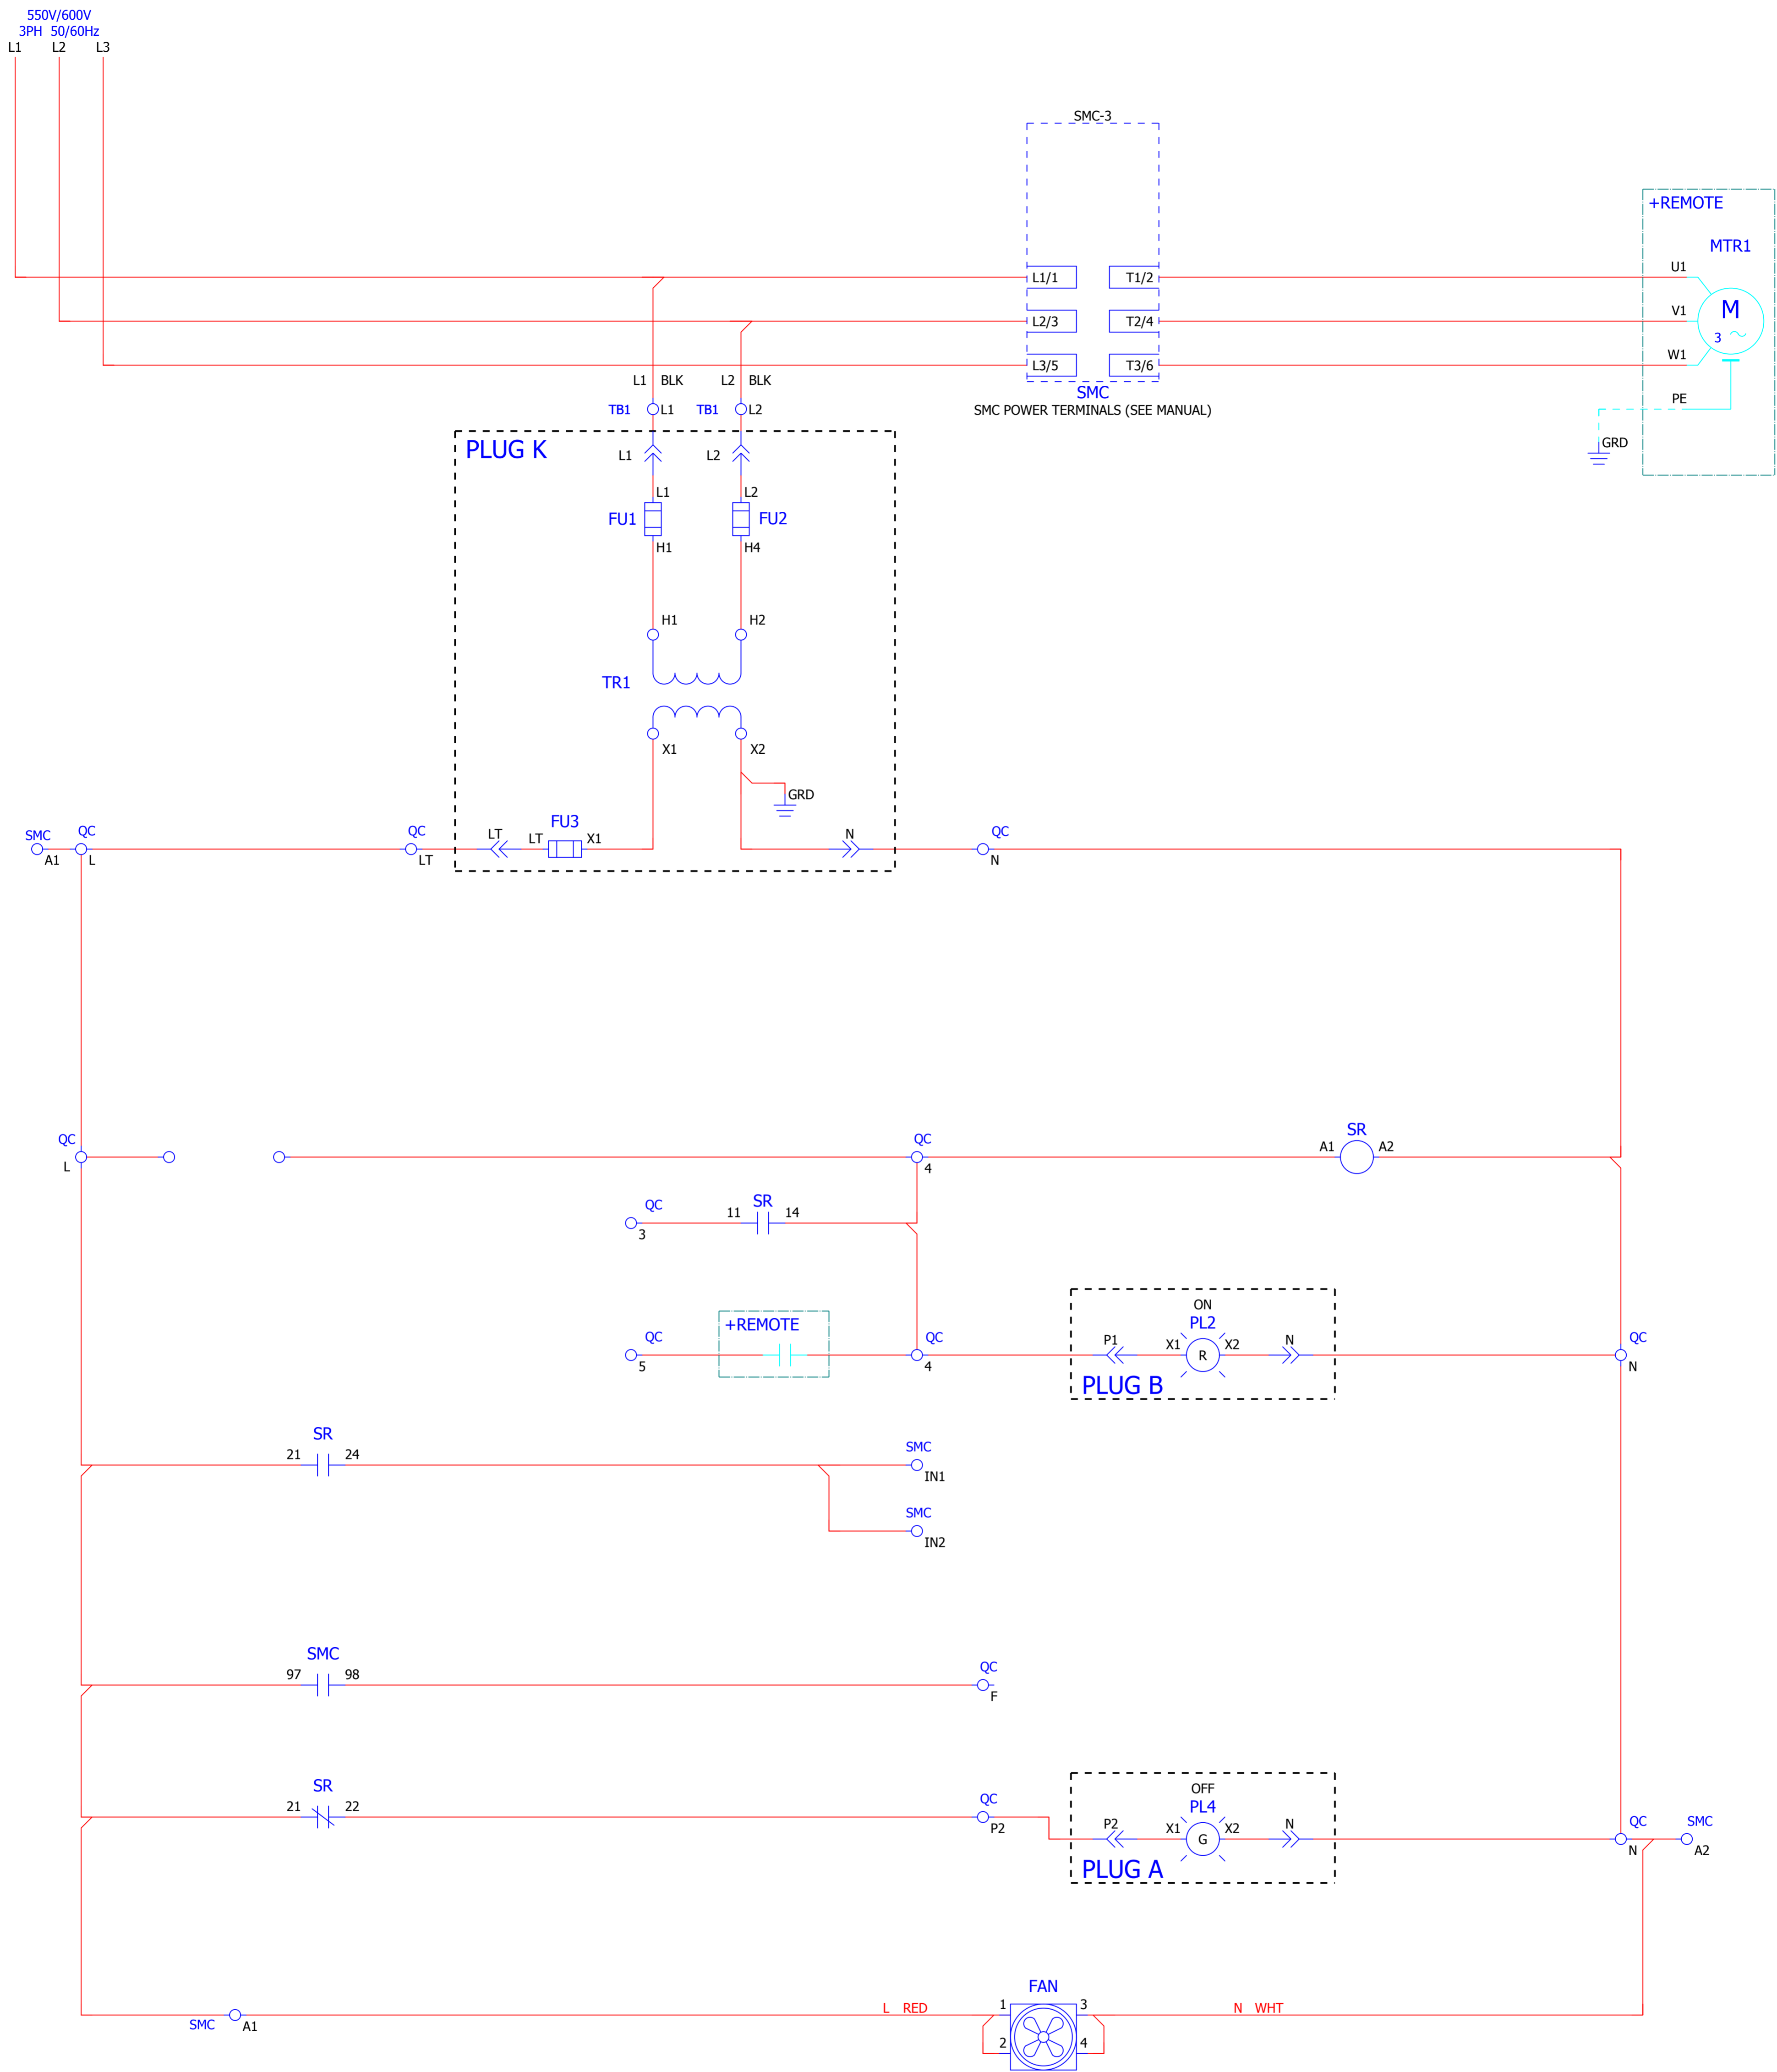 550V/600V
3PH 50/60Hz
L1 L2 L3
SMC-3
+REMOTE
MTR1
L1/1 T1/2 U1
M
3
L2/3 T2/4 V1
L3/5 T3/6 W1
SMC
SMC POWER TERMINALS (SEE MANUAL)
PE
GRD
L1 BLK L2 BLK
TB1 L1 TB1 L2
PLUG K
L1 L2
L1 L2
FU1 FU2
H1 H4
H1 H2
TR1
X1 X2
GRD
FU3
SMC QC QC LT LT X1 N QC
A1 L LT N
QC QC SR
A1 A2
L 4
QC SR
11 14
3
ON
+REMOTE PL2
QC QC P1 X1 R X2 N QC
5 4 N
PLUG B
SR
21 24 SMC
IN1
SMC
IN2
SMC
97 98 QC
F
SR OFF
21 22 QC PL4
P2 P2 X1 G X2 N QC SMC
N A2
PLUG A
FAN
L RED 1 3 N WHT
SMC A1
2 4